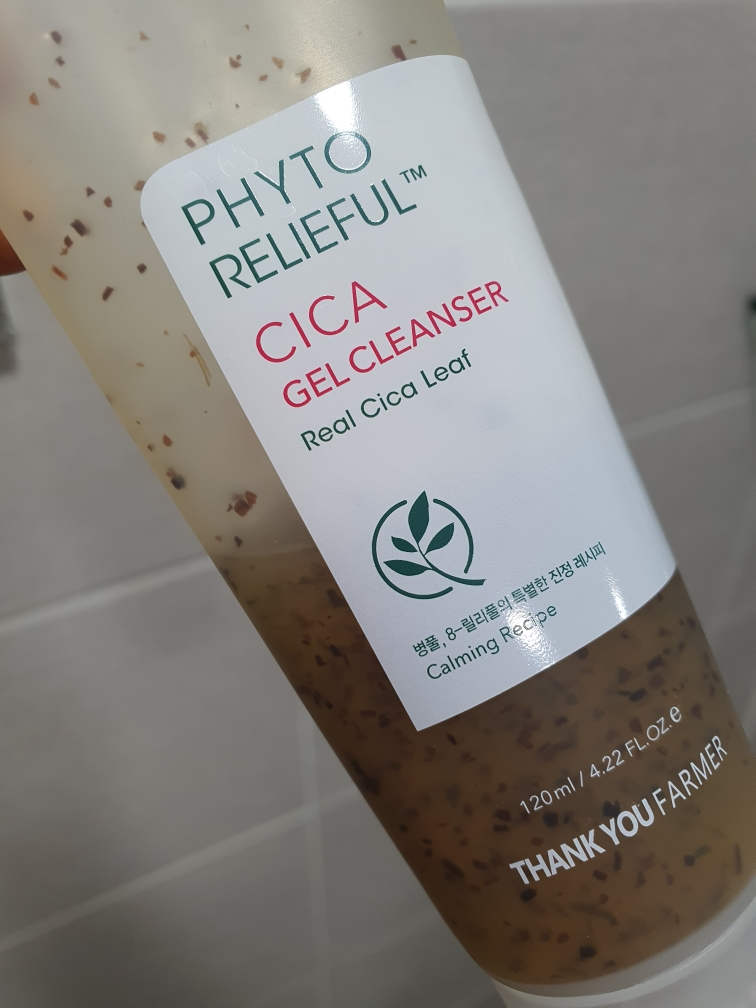 PHYTO
RELIEFUL™
CICA
GEL CLEANSER
Real Cica Leaf
병풀, 8-릴리풀의 특별한 진정 레시피
Calming Recipe
120ml / 4.22 FL.OZ.e
THANK YOU FARMER